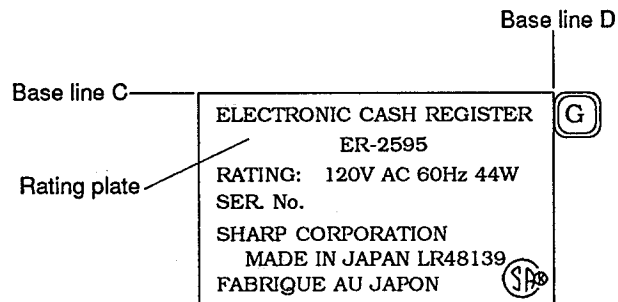 Base line D
Base line C
ELECTRONIC CASH REGISTER
G
ER-2595
Rating plate
RATING: 120V AC 60Hz 44W
SER. No.
SHARP CORPORATION
MADE IN JAPAN LR48139
FABRIQUE AU JAPON